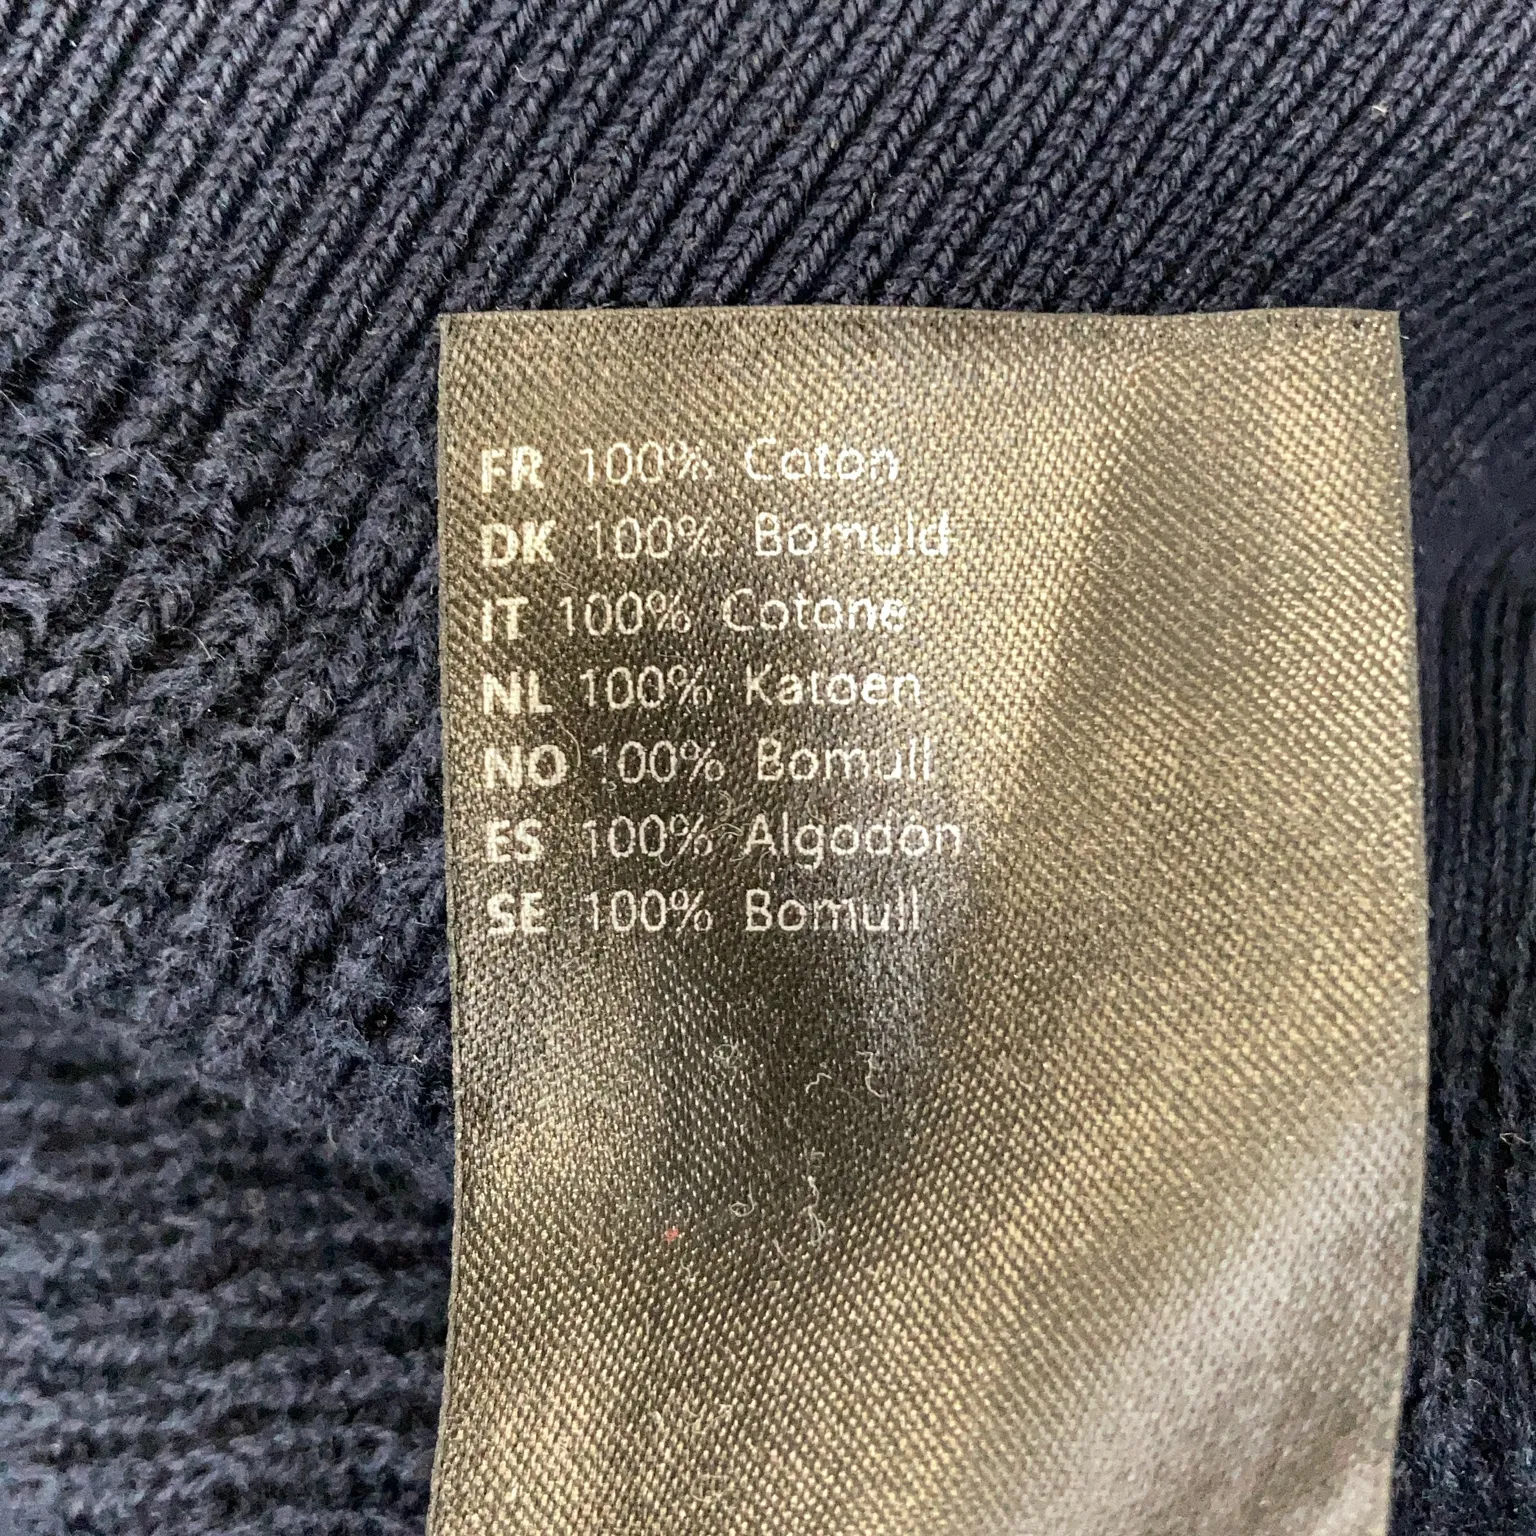 FR 100% Coton
DK 100% Bomuld
IT 100% Cotone
NL 100% Katoen
NO 100% Bomull
ES 100% Algodón
SE 100% Bomull